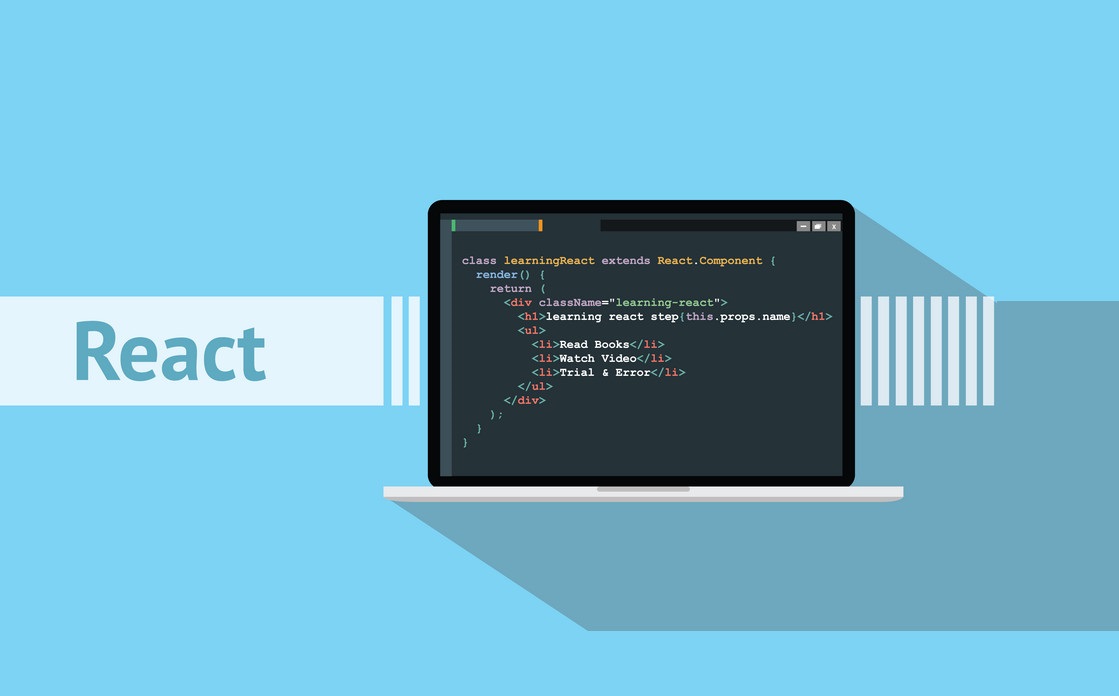 React
class learningReact extends React.Component {
render() {
return (
<div className="learning-react">
<h1>learning react step{this.props.name}</h1>
<ul>
<li>Read Books</li>
<li>Watch Video</li>
<li>Trial & Error</li>
</ul>
</div>
);
}
}